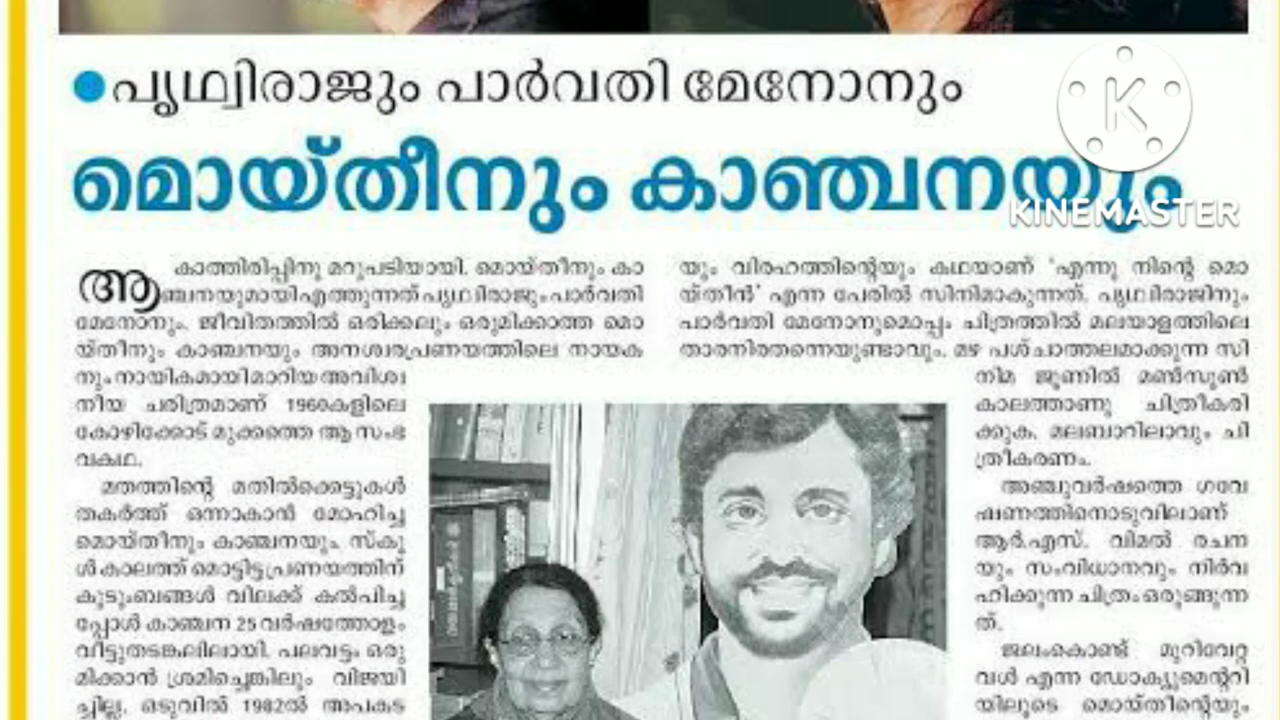 പൃഥ്വിരാജും പാർവതി മേനോനും
മൊയ്തീനും കാഞ്ചനയും
K
KINEMASTER
ആ കാത്തിരിപ്പിനു മറുപടിയായി. മൊയ്തീനും കാ
ഞ്ചനയുമായി എത്തുന്നത് പൃഥ്വിരാജും പാർവതി
മേനോനും. ജീവിതത്തിൽ ഒരിക്കലും ഒരുമിക്കാത്ത മൊ
യ്തീനും കാഞ്ചനയും അനശ്വരപ്രണയത്തിലെ നായക
നും നായികമായി മാറിയ അവിശ്വ
നീയ ചരിത്രമാണ് 1960കളിലെ
കോഴിക്കോട് മുക്കത്തെ ആ സംഭ
വകഥ.
മതത്തിന്റെ മതിൽക്കെട്ടുകൾ
തകർത്ത് ഒന്നാകാൻ മോഹിച്ച
മൊയ്തീനും കാഞ്ചനയും. സ്കൂ
ൾ കാലത്ത് മൊട്ടിട്ട പ്രണയത്തിന്
കുടുംബങ്ങൾ വിലക്ക് കൽപിച്ച
പ്പോൾ കാഞ്ചന 25 വർഷത്തോളം
വീട്ടുതടങ്കലിലായി. പലവട്ടം ഒരു
മിക്കാൻ ശ്രമിച്ചെങ്കിലും വിജയി
ച്ചില്ല. ഒടുവിൽ 1982ൽ അപകട
യും വിരഹത്തിന്റെയും കഥയാണ് 'എന്നു നിന്റെ മൊ
യ്തീൻ' എന്ന പേരിൽ സിനിമാകുന്നത്. പൃഥ്വിരാജിനും
പാർവതി മേനോനുമൊപ്പം ചിത്രത്തിൽ മലയാളത്തിലെ
താരനിരതന്നെയുണ്ടാവും. മഴ പശ്ചാത്തലമാക്കുന്ന സി
നിമ ജൂണിൽ മൺസൂൺ
കാലത്താണു ചിത്രീകരി
ക്കുക. മലബാറിലാവും ചി
ത്രീകരണം.
അഞ്ചുവർഷത്തെ ഗവേ
ഷണത്തിനൊടുവിലാണ്
ആർ.എസ്. വിമൽ രചന
യും സംവിധാനവും നിർവ
ഹിക്കുന്ന ചിത്രം ഒരുങ്ങുന്ന
ത്.
ജലംകൊണ്ട് മുറിവേറ്റ
വൾ എന്ന ഡോക്യുമെന്ററി
യിലൂടെ മൊയ്തീന്റെയും